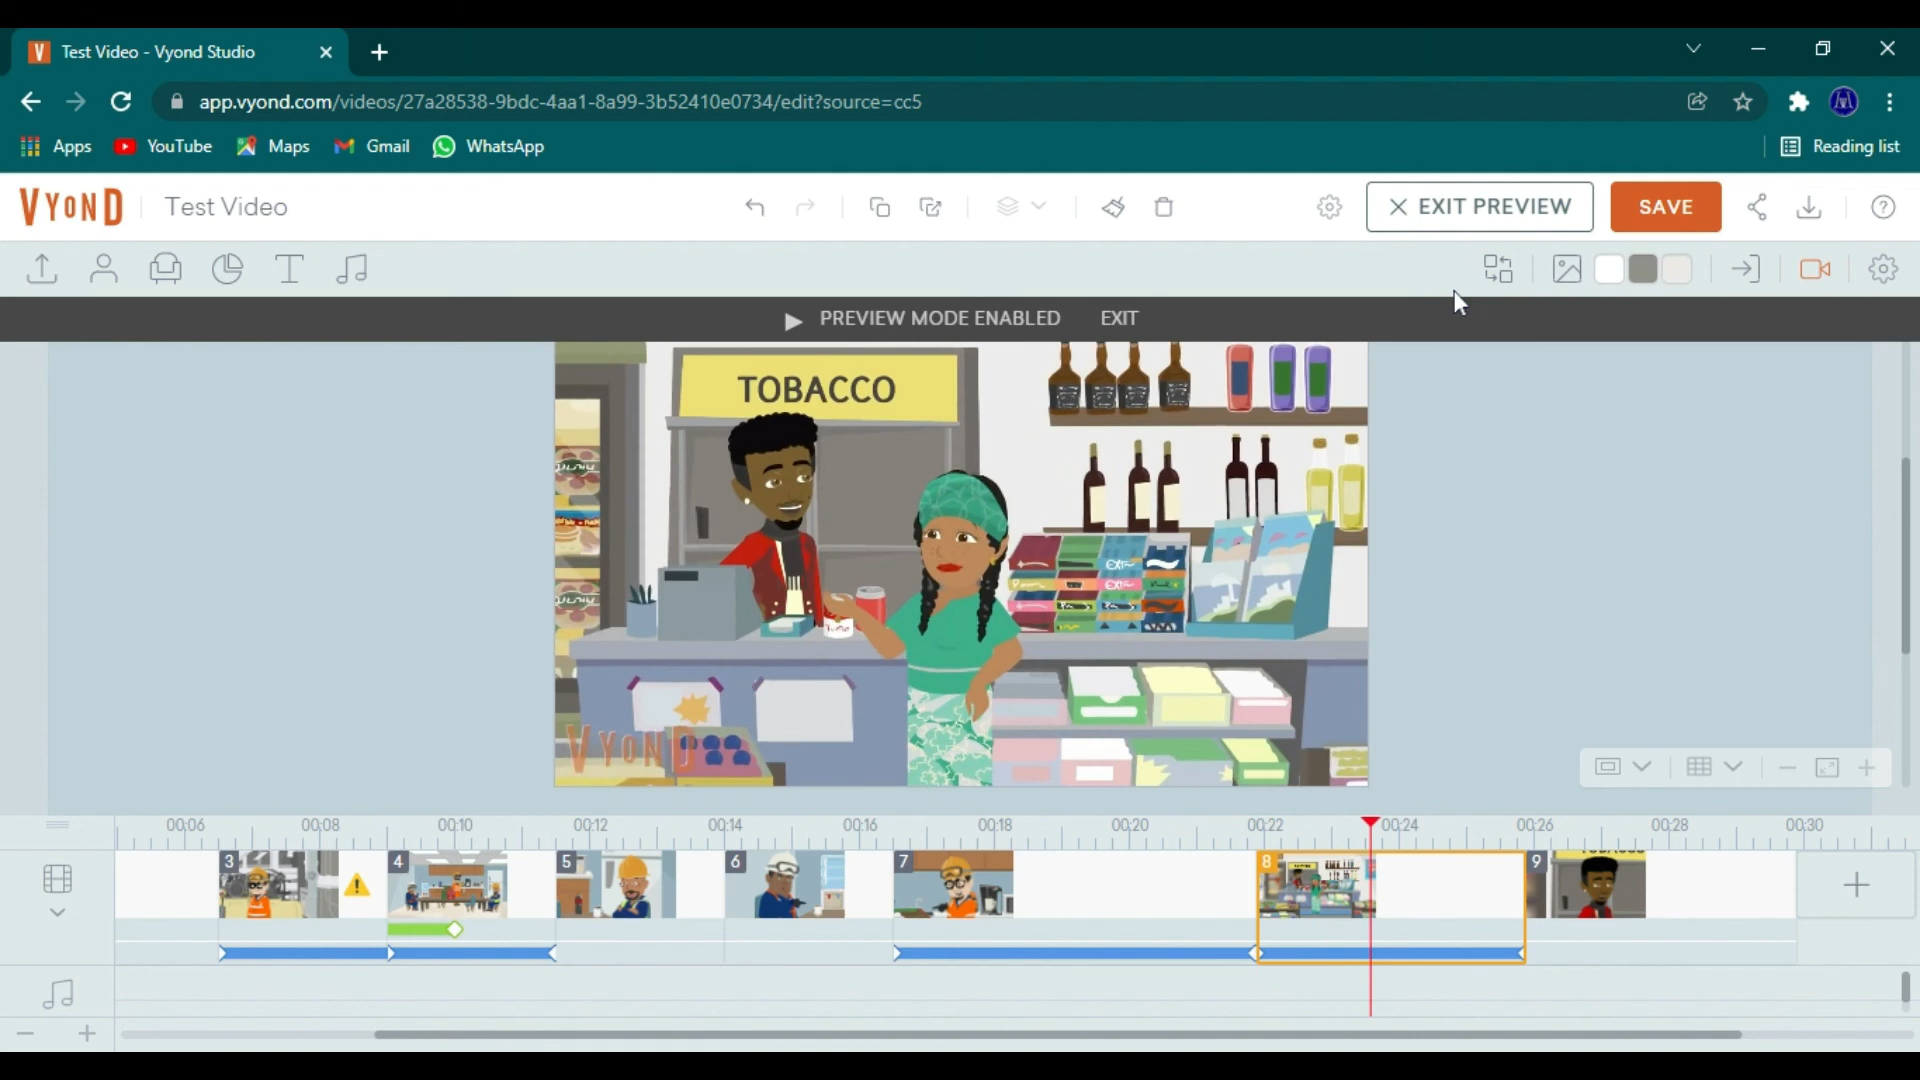 Test Video - Vyond Studio
app.vyond.com/videos/27a28538-9bdc-4aa1-8a99-3b52410e0734/edit?source=cc5
Apps YouTube Maps Gmail WhatsApp Reading list
VYOND Test Video EXIT PREVIEW SAVE
PREVIEW MODE ENABLED EXIT
TOBACCO
Extra
Extra
VYOND
00:06 00:08 00:10 00:12 00:14 00:16 00:18 00:20 00:22 00:24 00:26 00:28 00:30
3 4 5 6 7 8 9